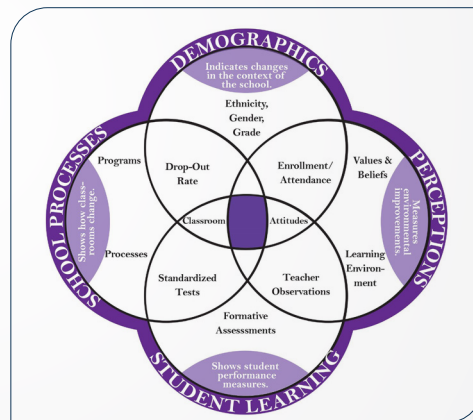 DEMOGRAPHICS
Indicates changes
in the context of
the school.
Ethnicity,
Gender,
Grade
SCHOOL PROCESSES
Shows how class-
rooms change.
Programs
Drop-Out
Rate
Enrollment/
Attendance
Values &
Beliefs
PERCEPTIONS
Measures
environmental
improvements.
Classroom
Attitudes
Processes
Learning
Environ-
ment
Standardized
Tests
Teacher
Observations
Formative
Assesssments
Shows student
performance
measures.
STUDENT LEARNING